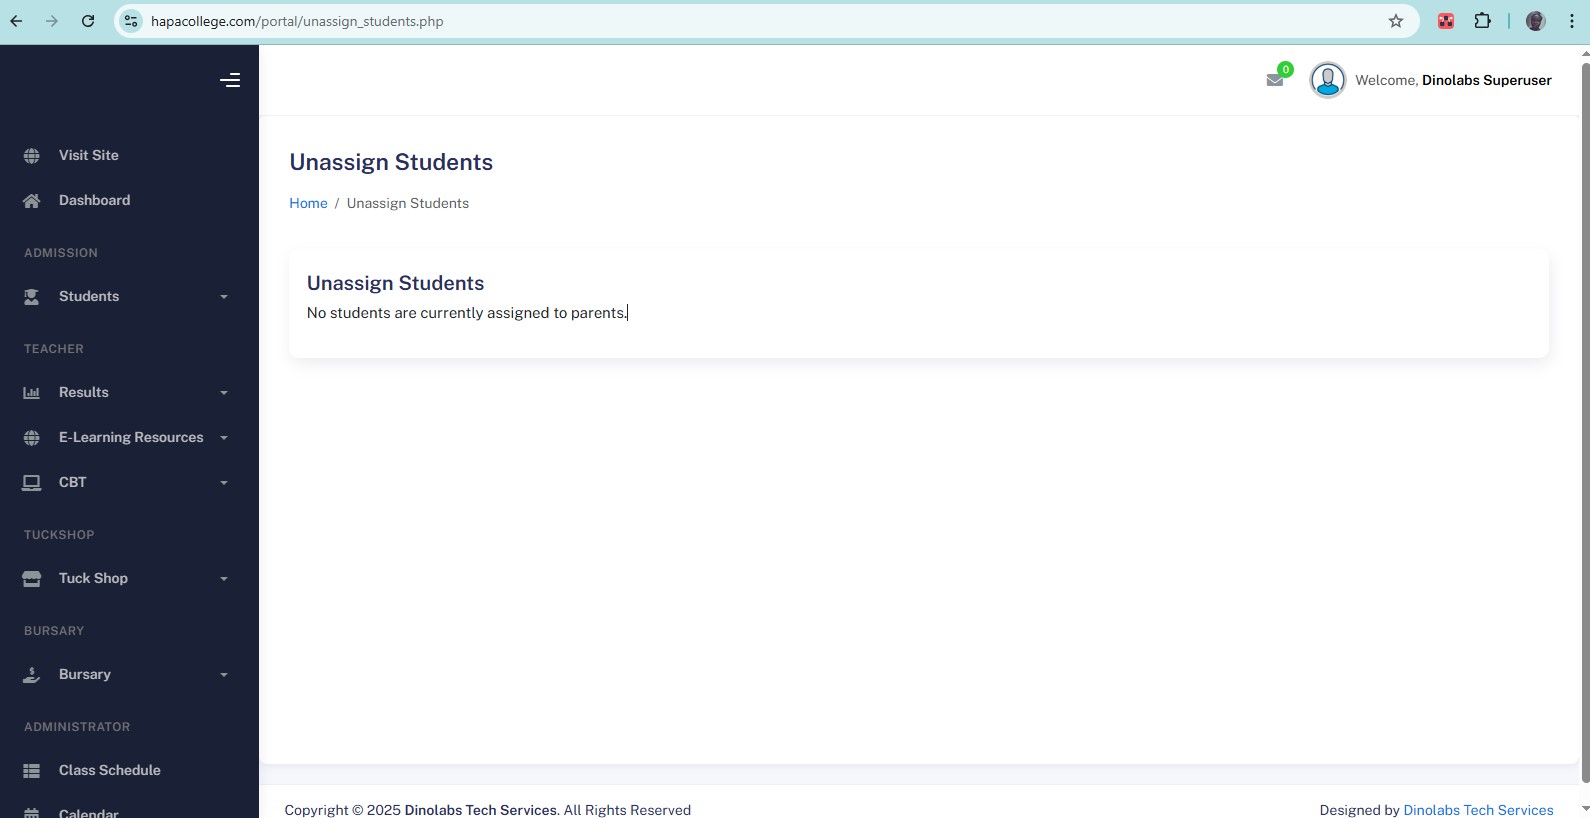 hapacollege.com/portal/unassign_students.php
0
Welcome, Dinolabs Superuser
Visit Site
Dashboard
ADMISSION
Students
TEACHER
Results
E-Learning Resources
CBT
TUCKSHOP
Tuck Shop
BURSARY
Bursary
ADMINISTRATOR
Class Schedule
Calendar
Unassign Students
Home / Unassign Students
Unassign Students
No students are currently assigned to parents.
Copyright © 2025 Dinolabs Tech Services. All Rights Reserved
Designed by Dinolabs Tech Services